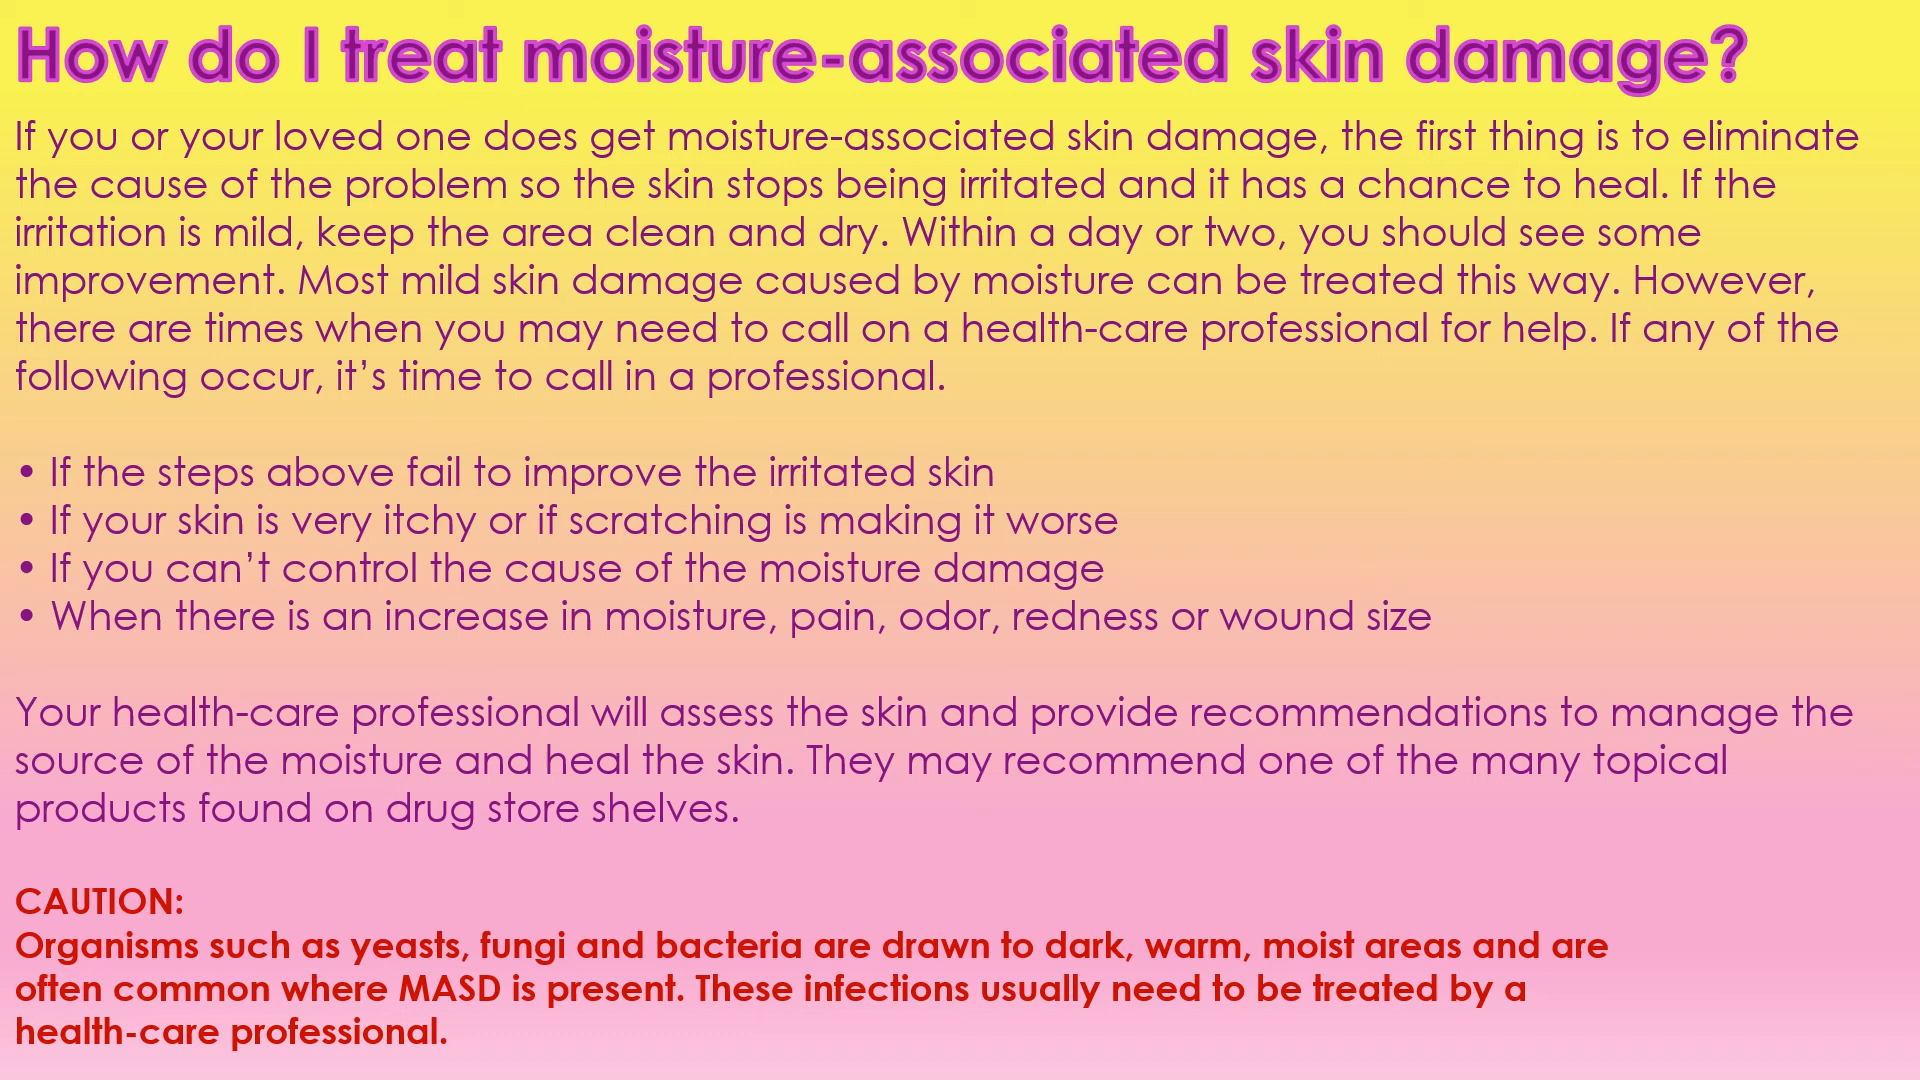 How do I treat moisture-associated skin damage?
If you or your loved one does get moisture-associated skin damage, the first thing is to eliminate
the cause of the problem so the skin stops being irritated and it has a chance to heal. If the
irritation is mild, keep the area clean and dry. Within a day or two, you should see some
improvement. Most mild skin damage caused by moisture can be treated this way. However,
there are times when you may need to call on a health-care professional for help. If any of the
following occur, it’s time to call in a professional.
• If the steps above fail to improve the irritated skin
• If your skin is very itchy or if scratching is making it worse
• If you can’t control the cause of the moisture damage
• When there is an increase in moisture, pain, odor, redness or wound size
Your health-care professional will assess the skin and provide recommendations to manage the
source of the moisture and heal the skin. They may recommend one of the many topical
products found on drug store shelves.
CAUTION:
Organisms such as yeasts, fungi and bacteria are drawn to dark, warm, moist areas and are
often common where MASD is present. These infections usually need to be treated by a
health-care professional.